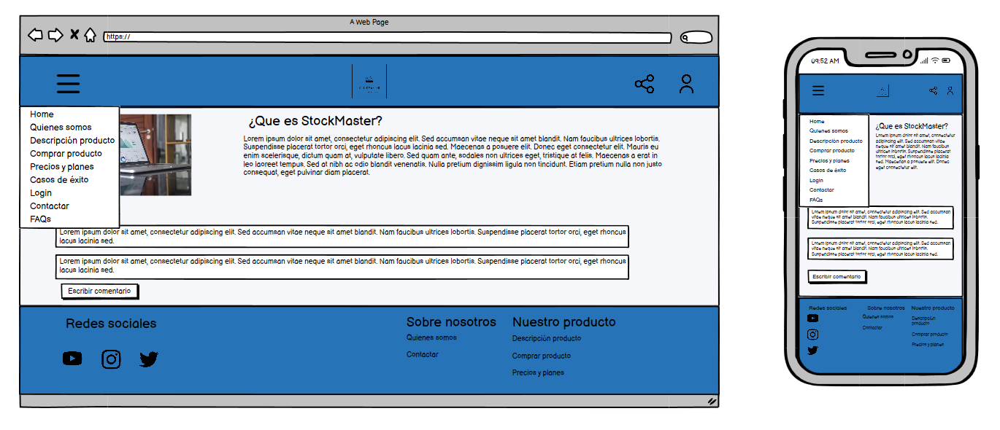 A Web Page
https://
Home
Quienes somos
Descripción producto
Comprar producto
Precios y planes
Casos de éxito
Login
Contactar
FAQs
¿Que es StockMaster?
Lorem ipsum dolor sit amet, consectetur adipiscing elit. Sed accumsan vitae neque sit amet blandit. Nam faucibus ultrices lobortis.
Suspendisse placerat tortor orci, eget rhoncus lacus lacinia sed. Maecenas a posuere elit. Donec eget consectetur elit. Mauris eu
enim scelerisque, dictum quam at, vulputate libero. Sed quam ante, sodales non ultrices eget, tristique at felis. Maecenas a erat in
leo laoreet tempus. Sed at nibh ac odio blandit venenatis. Nulla pretium dignissim ligula non tincidunt. Etiam pretium nulla non justo
consequat, eget pulvinar diam placerat.
Lorem ipsum dolor sit amet, consectetur adipiscing elit. Sed accumsan vitae neque sit amet blandit. Nam faucibus ultrices lobortis. Suspendisse placerat tortor orci, eget rhoncus
lacus lacinia sed.
Lorem ipsum dolor sit amet, consectetur adipiscing elit. Sed accumsan vitae neque sit amet blandit. Nam faucibus ultrices lobortis. Suspendisse placerat tortor orci, eget rhoncus
lacus lacinia sed.
Escribir comentario
Redes sociales
Sobre nosotros
Quienes somos
Contactar
Nuestro producto
Descripción producto
Comprar producto
Precios y planes
09:52 AM
Home
Quienes somos
Descripción producto
Comprar producto
Precios y planes
Casos de éxito
Login
Contactar
FAQs
¿Que es StockMaster?
Lorem ipsum dolor sit amet,
consectetur adipiscing elit. Sed
accumsan vitae neque sit amet
blandit. Nam faucibus ultrices
lobortis. Suspendisse placerat
tortor orci, eget rhoncus lacus lacinia
sed. Maecenas a posuere elit. Donec
eget consectetur elit.
Lorem ipsum dolor sit amet, consectetur adipiscing elit. Sed accumsan
vitae neque sit amet blandit. Nam faucibus ultrices lobortis.
Suspendisse placerat tortor orci, eget rhoncus lacus lacinia sed.
Lorem ipsum dolor sit amet, consectetur adipiscing elit. Sed accumsan
vitae neque sit amet blandit. Nam faucibus ultrices lobortis.
Suspendisse placerat tortor orci, eget rhoncus lacus lacinia sed.
Escribir comentario
Redes sociales
Sobre nosotros
Quienes somos
Contactar
Nuestro producto
Descripción
producto
Comprar producto
Precios y planes